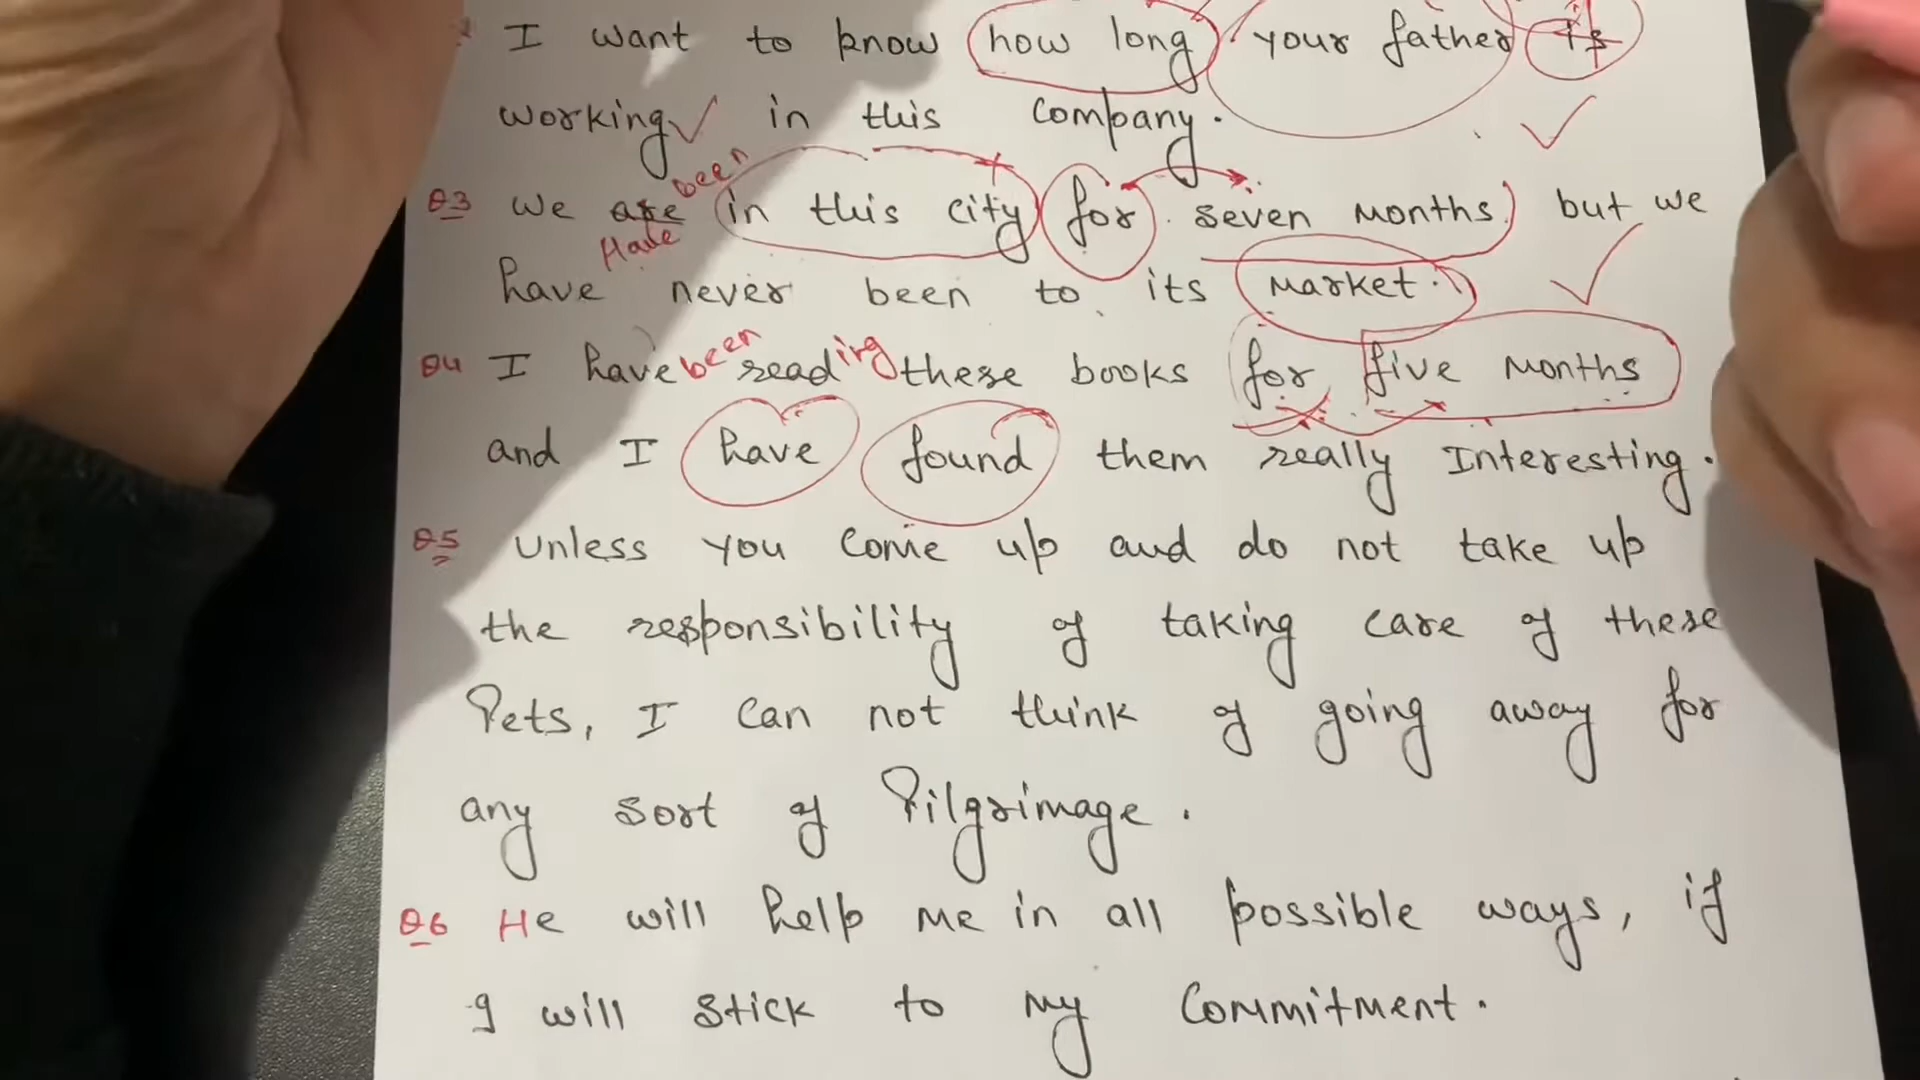 I want to know how long your father is
working in this company.
been
Q3 We are in this city for seven months, but we
Have
have never been to its market.
Q4 I have been reading these books for five months
and I have found them really Interesting.
Q5 unless you come up and do not take up
the responsibility of taking care of these
Pets, I can not think of going away for
any sort of Pilgrimage.
Q6 He will help me in all possible ways, if
I will stick to my Commitment.